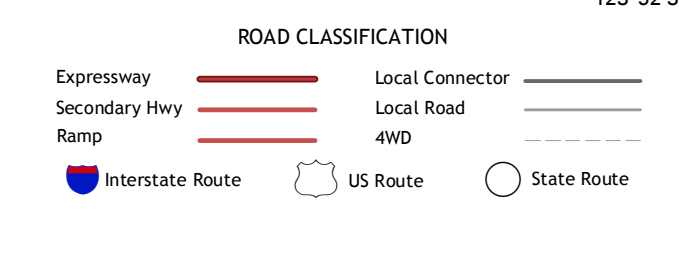 ROAD CLASSIFICATION
Expressway
Local Connector
Secondary Hwy
Local Road
Ramp
4WD
Interstate Route
US Route
State Route